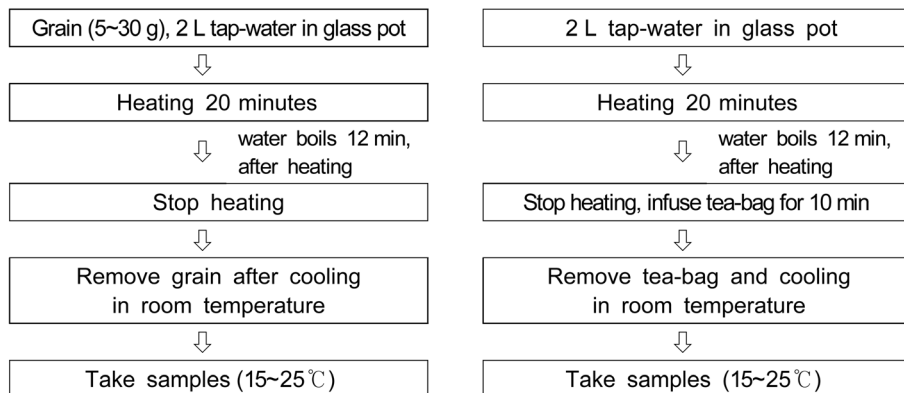 Grain (5~30 g), 2 L tap-water in glass pot
Heating 20 minutes
water boils 12 min,
after heating
Stop heating
Remove grain after cooling
in room temperature
Take samples (15~25℃)
2 L tap-water in glass pot
Heating 20 minutes
water boils 12 min,
after heating
Stop heating, infuse tea-bag for 10 min
Remove tea-bag and cooling
in room temperature
Take samples (15~25℃)